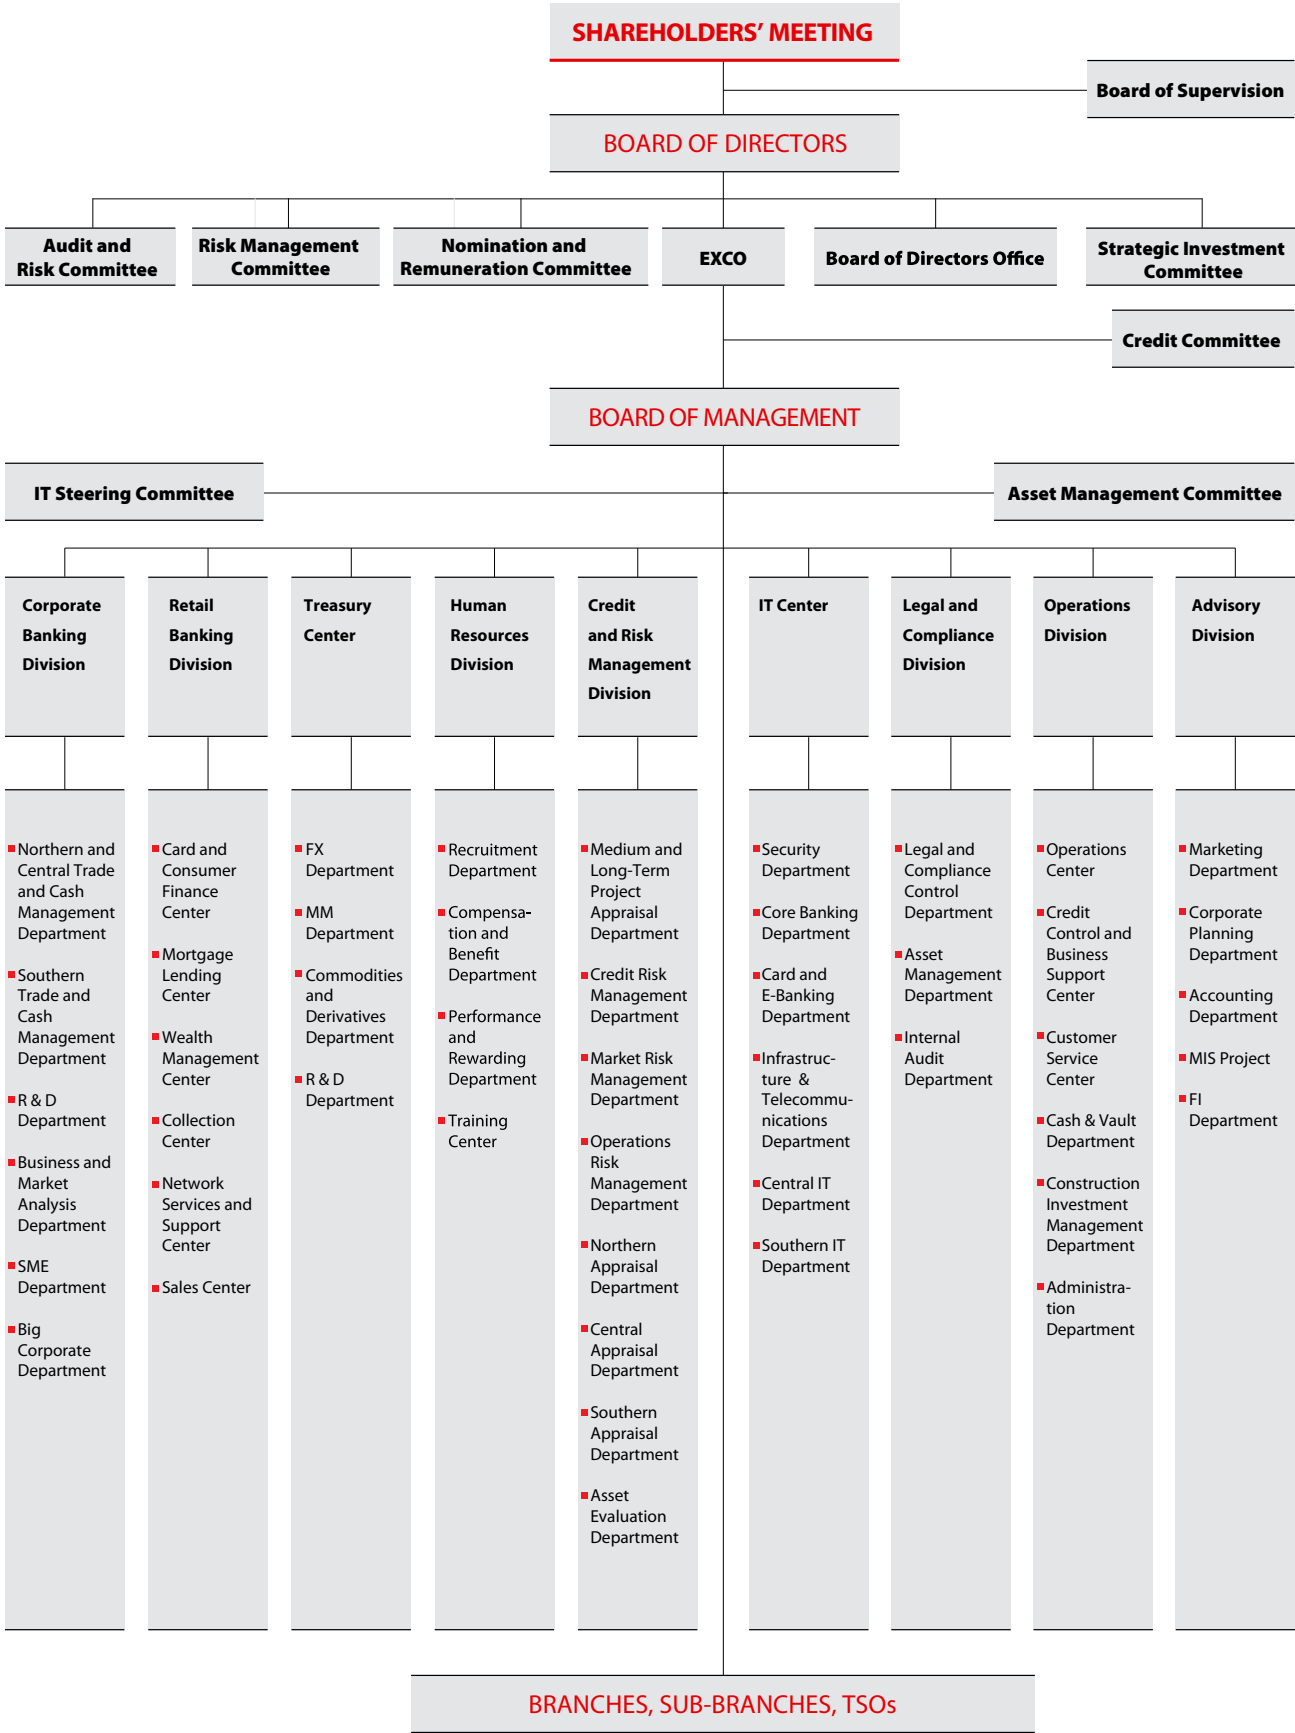 SHAREHOLDERS’ MEETING
Board of Supervision
BOARD OF DIRECTORS
Audit and
Risk Committee
Risk Management
Committee
Nomination and
Remuneration Committee
EXCO
Board of Directors Office
Strategic Investment
Committee
Credit Committee
BOARD OF MANAGEMENT
IT Steering Committee
Asset Management Committee
Corporate
Banking
Division
Retail
Banking
Division
Treasury
Center
Human
Resources
Division
Credit
and Risk
Management
Division
IT Center
Legal and
Compliance
Division
Operations
Division
Advisory
Division
Northern and
Central Trade
and Cash
Management
Department
Southern
Trade and
Cash
Management
Department
R & D
Department
Business and
Market
Analysis
Department
SME
Department
Big
Corporate
Department
Card and
Consumer
Finance
Center
Mortgage
Lending
Center
Wealth
Management
Center
Collection
Center
Network
Services and
Support
Center
Sales Center
FX
Department
MM
Department
Commodities
and
Derivatives
Department
R & D
Department
Recruitment
Department
Compensa-
tion and
Benefit
Department
Performance
and
Rewarding
Department
Training
Center
Medium and
Long-Term
Project
Appraisal
Department
Credit Risk
Management
Department
Market Risk
Management
Department
Operations
Risk
Management
Department
Northern
Appraisal
Department
Central
Appraisal
Department
Southern
Appraisal
Department
Asset
Evaluation
Department
Security
Department
Core Banking
Department
Card and
E-Banking
Department
Infrastruc-
ture &
Telecommu-
nications
Department
Central IT
Department
Southern IT
Department
Legal and
Compliance
Control
Department
Asset
Management
Department
Internal
Audit
Department
Operations
Center
Credit
Control and
Business
Support
Center
Customer
Service
Center
Cash & Vault
Department
Construction
Investment
Management
Department
Administra-
tion
Department
Marketing
Department
Corporate
Planning
Department
Accounting
Department
MIS Project
FI
Department
BRANCHES, SUB-BRANCHES, TSOs